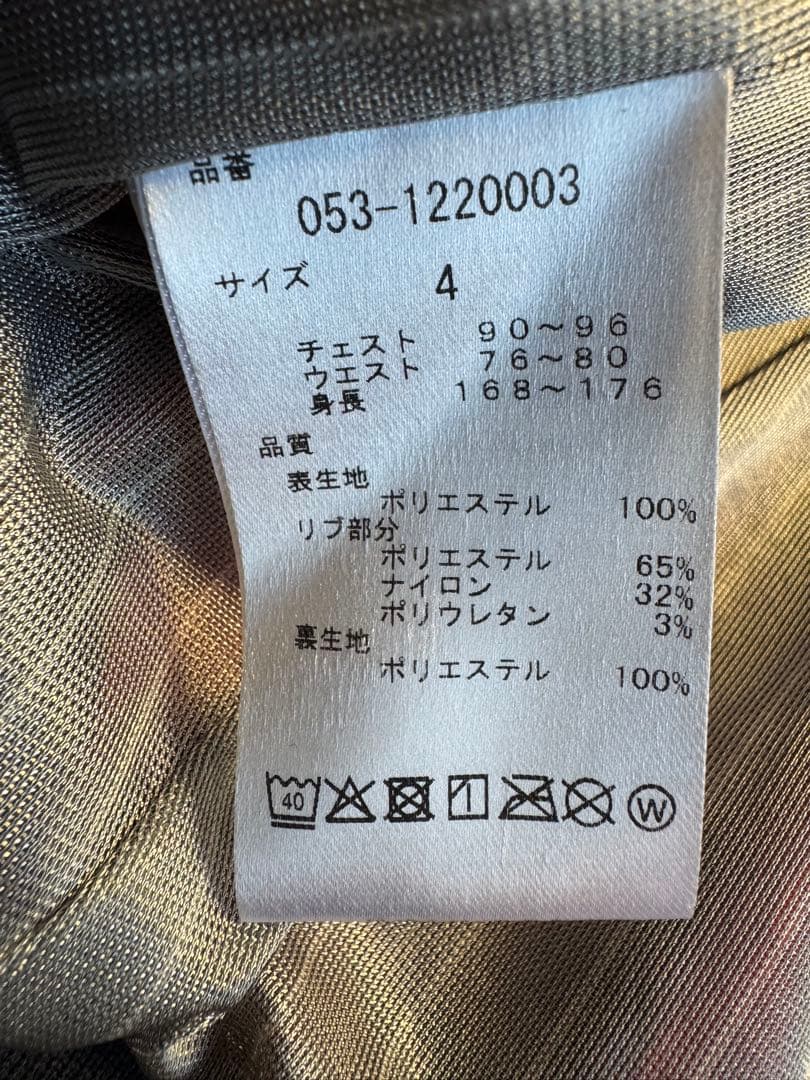 品番
053-1220003
サイズ 4
チェスト 90～96
ウエスト 76～80
身長 168～176
品質
表生地
ポリエステル 100%
リブ部分
ポリエステル 65%
ナイロン 32%
ポリウレタン 3%
裏生地
ポリエステル 100%
40 W